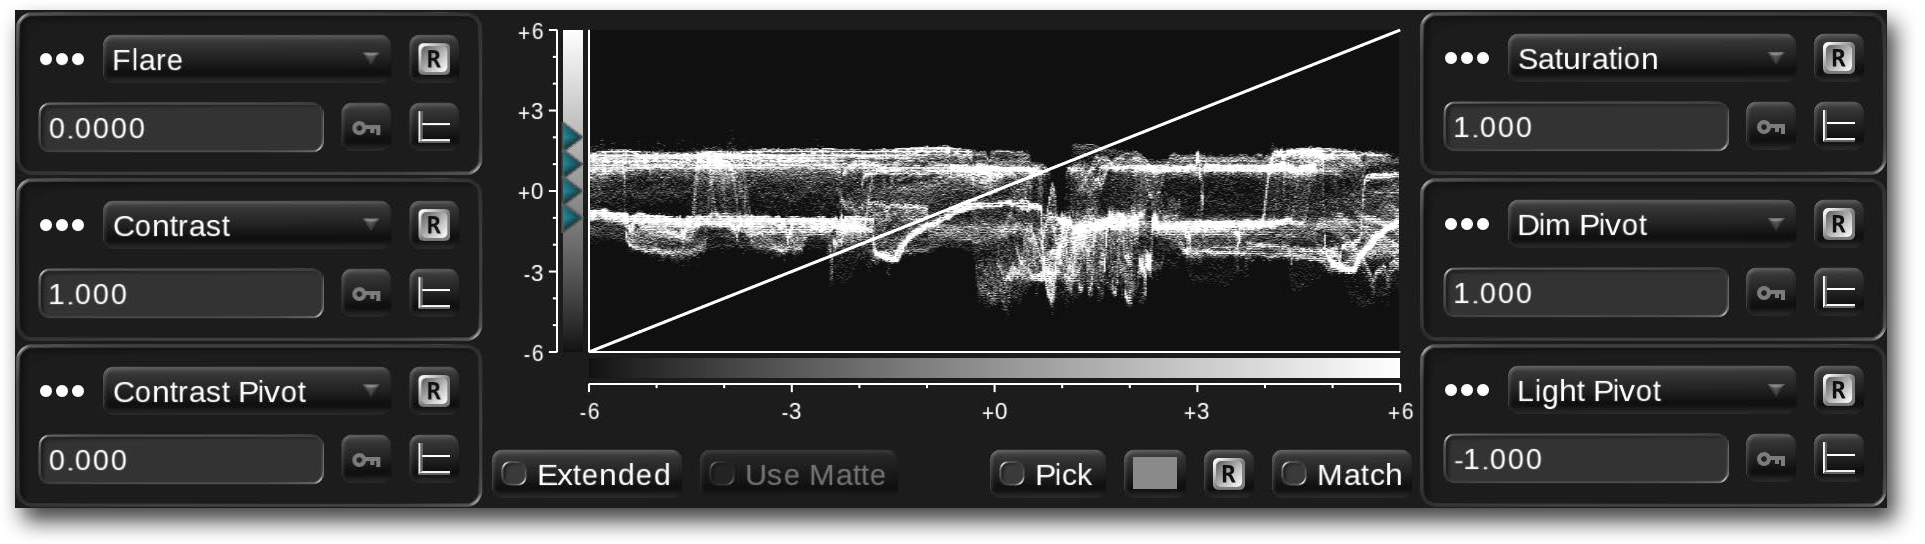 Flare R
0.0000
Contrast R
1.000
Contrast Pivot R
0.000
+6
+3
+0
-3
-6
-6 -3 +0 +3 +6
Extended Use Matte Pick R Match
Saturation R
1.000
Dim Pivot R
1.000
Light Pivot R
-1.000